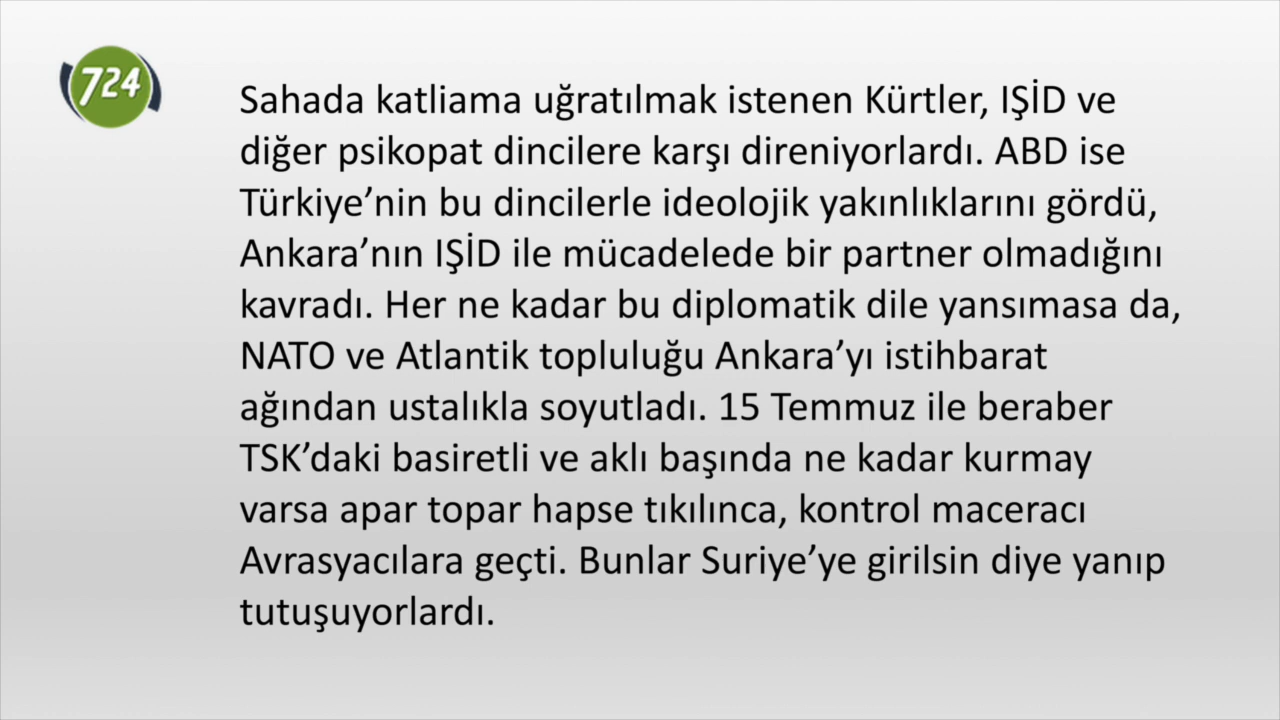 724
Sahada katliama uğratılmak istenen Kürtler, IŞİD ve
diğer psikopat dincilere karşı direniyorlardı. ABD ise
Türkiye’nin bu dincilerle ideolojik yakınlıklarını gördü,
Ankara’nın IŞİD ile mücadelede bir partner olmadığını
kavradı. Her ne kadar bu diplomatik dile yansımasa da,
NATO ve Atlantik topluluğu Ankara’yı istihbarat
ağından ustalıkla soyutladı. 15 Temmuz ile beraber
TSK’daki basiretli ve aklı başında ne kadar kurmay
varsa apar topar hapse tıkılınca, kontrol maceracı
Avrasyacılara geçti. Bunlar Suriye’ye girilsin diye yanıp
tutuşuyorlardı.